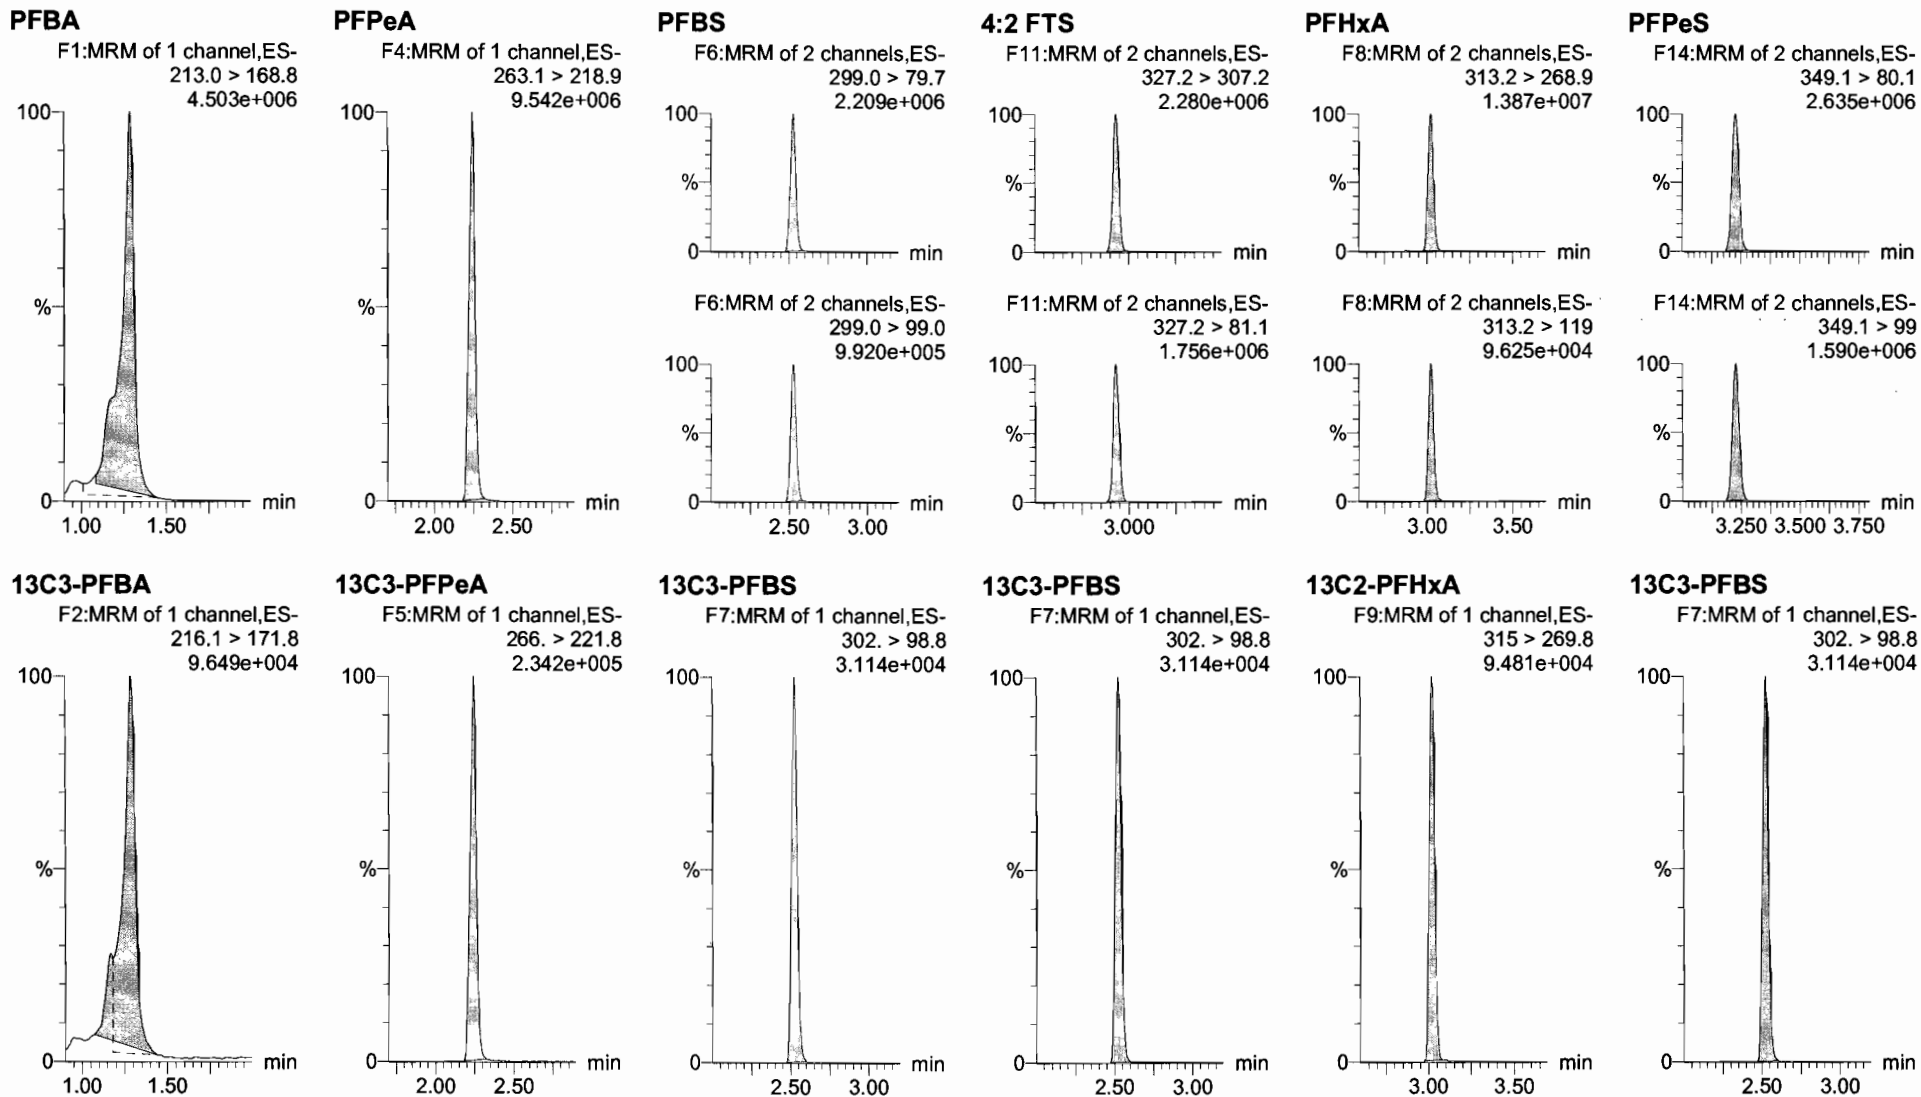 PFBA
F1:MRM of 1 channel,ES-
213.0 > 168.8
4.503e+006
100
%
0
min
1.00 1.50
PFPeA
F4:MRM of 1 channel,ES-
263.1 > 218.9
9.542e+006
100
%
0
min
2.00 2.50
PFBS
F6:MRM of 2 channels,ES-
299.0 > 79.7
2.209e+006
100
%
0
min
F6:MRM of 2 channels,ES-
299.0 > 99.0
9.920e+005
100
%
0
min
2.50 3.00
4:2 FTS
F11:MRM of 2 channels,ES-
327.2 > 307.2
2.280e+006
100
%
0
min
F11:MRM of 2 channels,ES-
327.2 > 81.1
1.756e+006
100
%
0
min
3.000
PFHxA
F8:MRM of 2 channels,ES-
313.2 > 268.9
1.387e+007
100
%
0
min
F8:MRM of 2 channels,ES-
313.2 > 119
9.625e+004
100
%
0
min
3.00 3.50
PFPeS
F14:MRM of 2 channels,ES-
349.1 > 80.1
2.635e+006
100
%
0
min
F14:MRM of 2 channels,ES-
349.1 > 99
1.590e+006
100
%
0
min
3.250 3.500 3.750
13C3-PFBA
F2:MRM of 1 channel,ES-
216.1 > 171.8
9.649e+004
100
%
0
min
1.00 1.50
13C3-PFPeA
F5:MRM of 1 channel,ES-
266. > 221.8
2.342e+005
100
%
0
min
2.00 2.50
13C3-PFBS
F7:MRM of 1 channel,ES-
302. > 98.8
3.114e+004
100
%
0
min
2.50 3.00
13C3-PFBS
F7:MRM of 1 channel,ES-
302. > 98.8
3.114e+004
100
%
0
min
2.50 3.00
13C2-PFHxA
F9:MRM of 1 channel,ES-
315 > 269.8
9.481e+004
100
%
0
min
3.00 3.50
13C3-PFBS
F7:MRM of 1 channel,ES-
302. > 98.8
3.114e+004
100
%
0
min
2.50 3.00